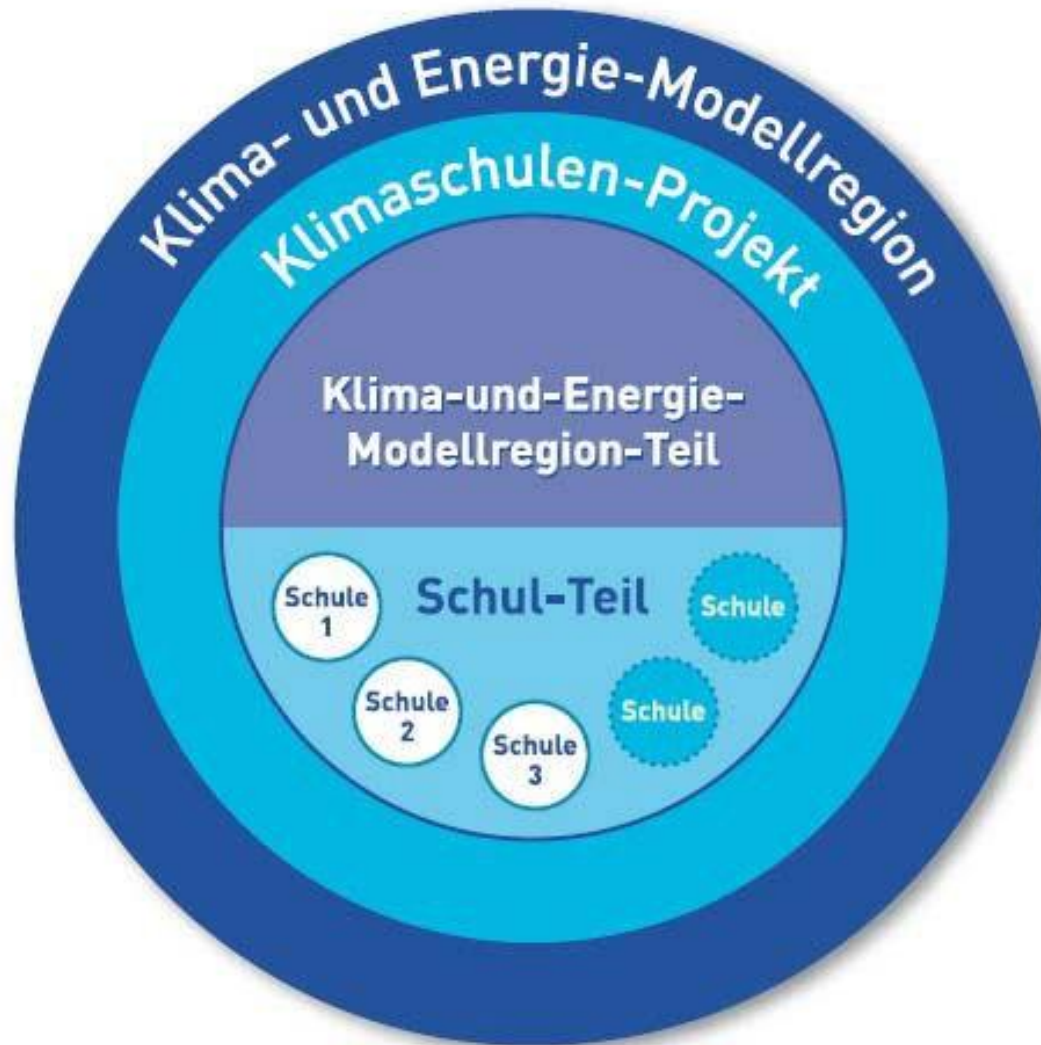 Klima- und Energie-Modellregion
Klimaschulen-Projekt
Klima-und-Energie-
Modellregion-Teil
Schul-Teil
Schule
1
Schule
2
Schule
3
Schule
Schule